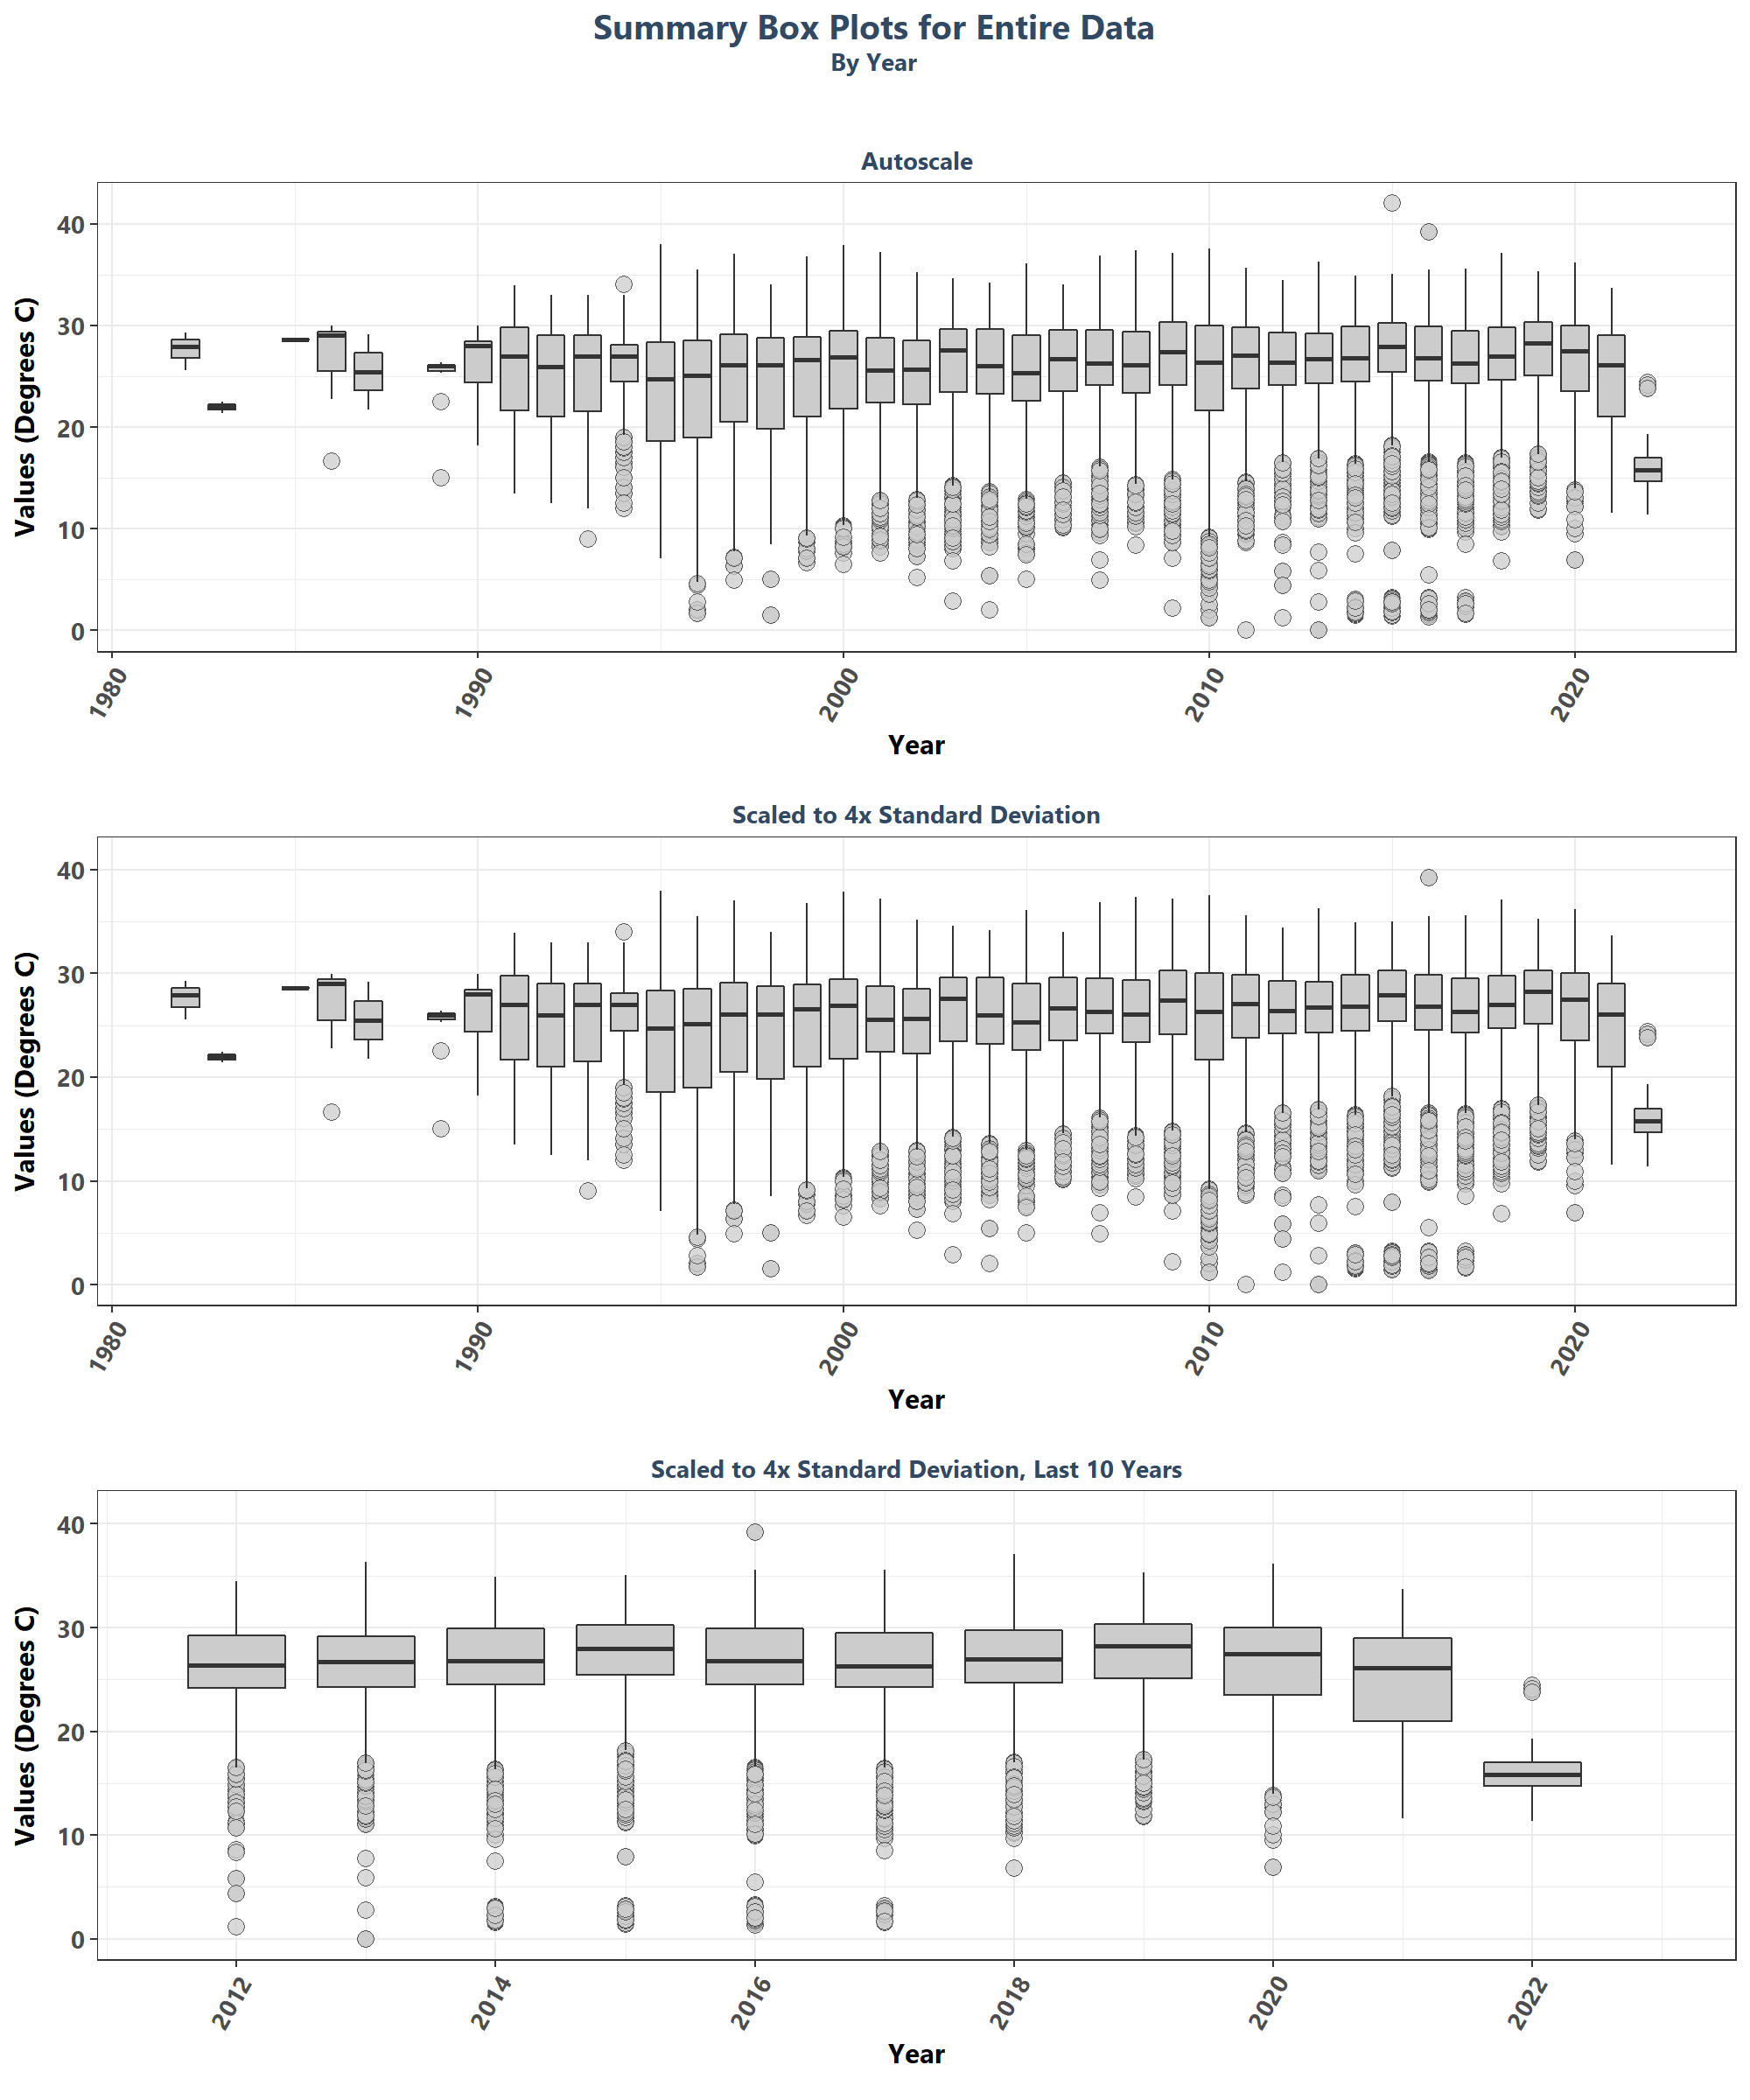 Summary Box Plots for Entire Data
By Year
Autoscale
Values (Degrees C)
40
30
20
10
0
1980
1990
2000
2010
2020
Year
Scaled to 4x Standard Deviation
Values (Degrees C)
40
30
20
10
0
1980
1990
2000
2010
2020
Year
Scaled to 4x Standard Deviation, Last 10 Years
Values (Degrees C)
40
30
20
10
0
2012
2014
2016
2018
2020
2022
Year